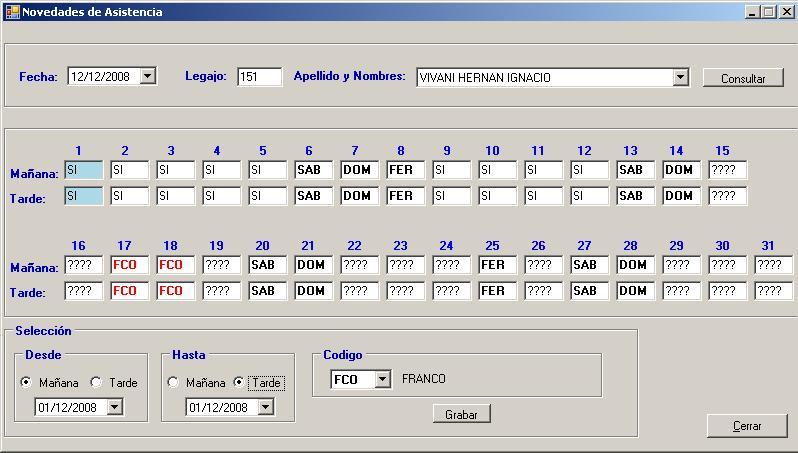 Novedades de Asistencia
Fecha: 12/12/2008 Legajo: 151 Apellido y Nombres: VIVANI HERNAN IGNACIO Consultar
1 2 3 4 5 6 7 8 9 10 11 12 13 14 15
Mañana: SI SI SI SI SI SAB DOM FER SI SI SI SI SAB DOM ????
Tarde: SI SI SI SI SI SAB DOM FER SI SI SI SI SAB DOM ????
16 17 18 19 20 21 22 23 24 25 26 27 28 29 30 31
Mañana: ???? FCO FCO ???? SAB DOM ???? ???? ???? FER ???? SAB DOM ???? ???? ????
Tarde: ???? FCO FCO ???? SAB DOM ???? ???? ???? FER ???? SAB DOM ???? ???? ????
Selección
Desde Hasta Codigo
Mañana Tarde Mañana Tarde FCO FRANCO
01/12/2008 01/12/2008
Grabar
Cerrar